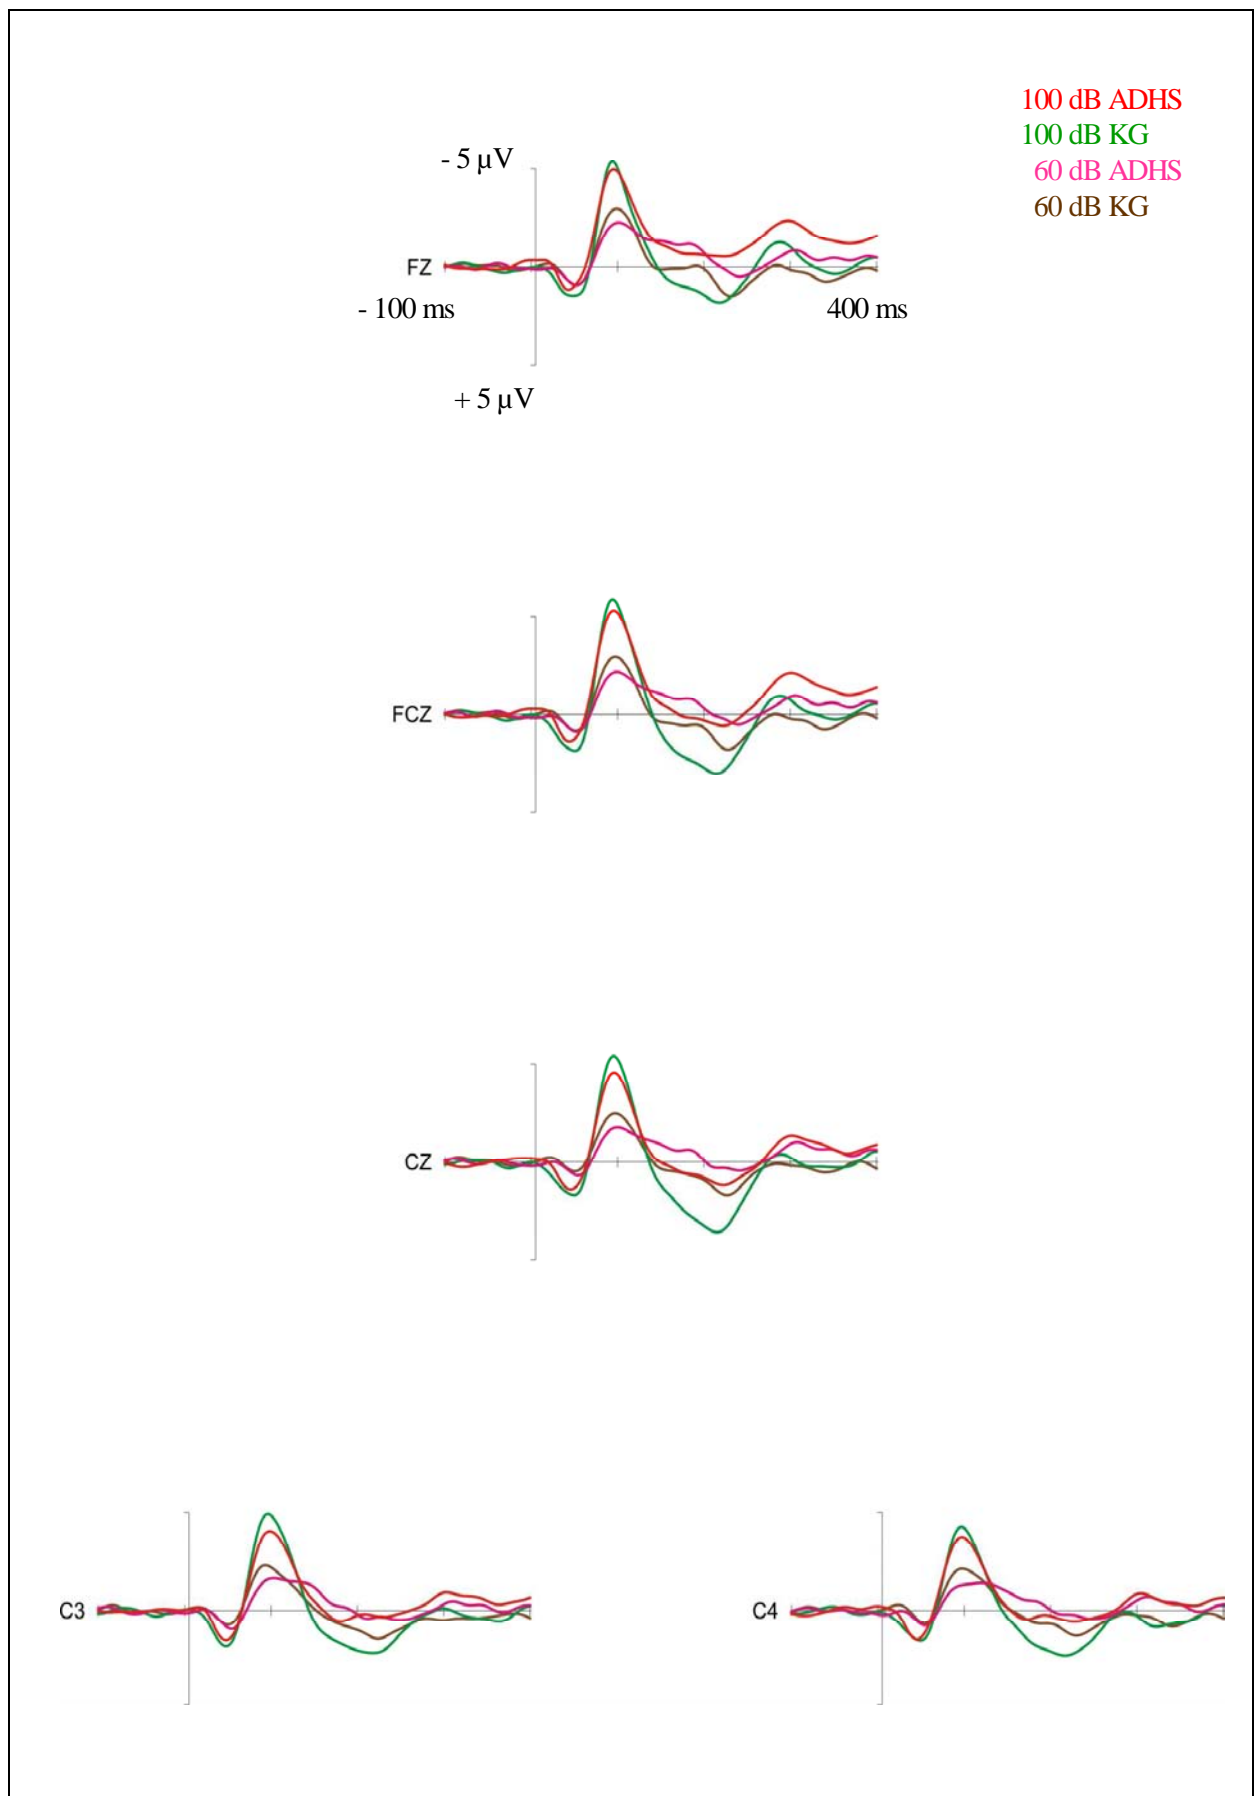 100 dB ADHS
100 dB KG
60 dB ADHS
60 dB KG
- 5 µV
FZ
- 100 ms
400 ms
+ 5 µV
FCZ
CZ
C3
C4